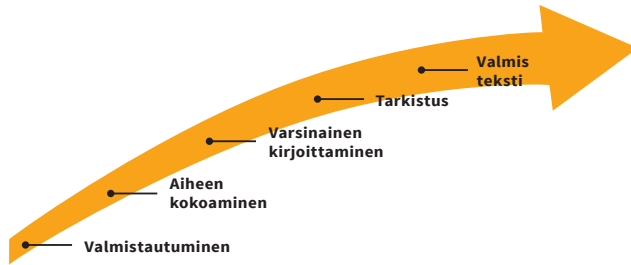 Valmis
teksti
Tarkistus
Varsinainen
kirjoittaminen
Aiheen
kokoaminen
Valmistautuminen